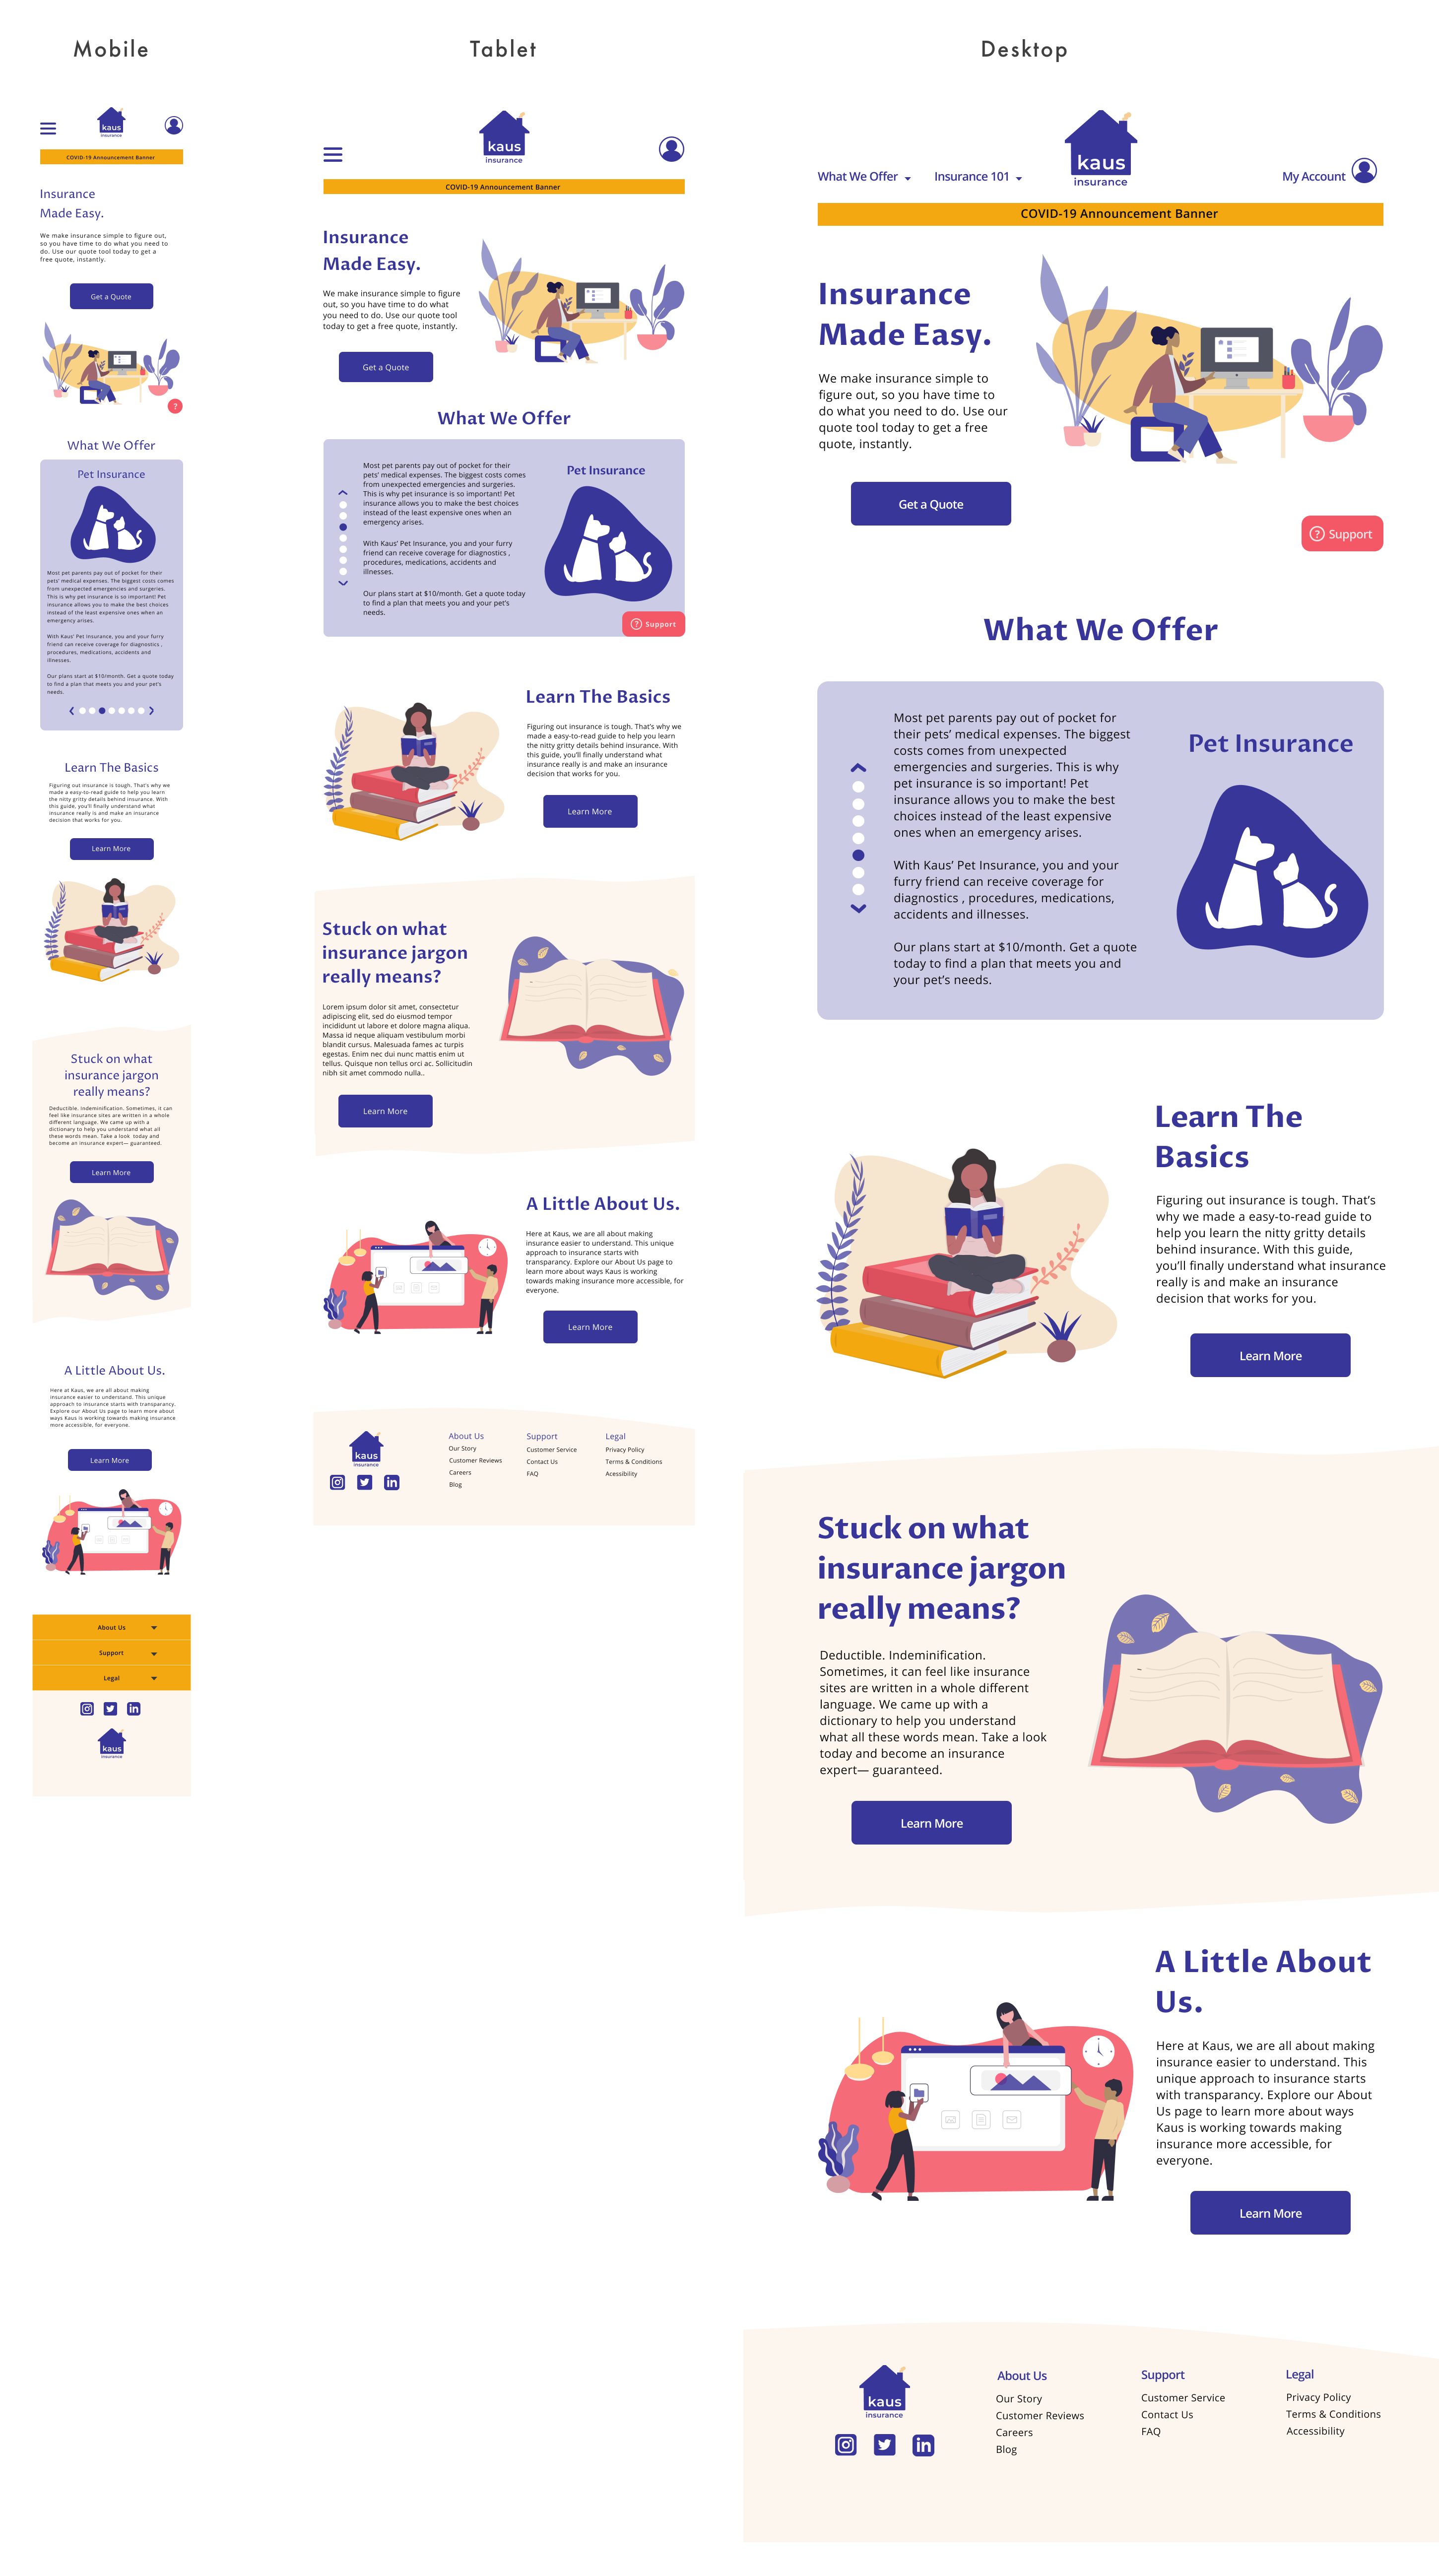 Mobile
kaus
insurance
COVID-19 Announcement Banner
Insurance
Made Easy.
We make insurance simple to figure out,
so you have time to do what you need to
do. Use our quote tool today to get a
free quote, instantly.
Get a Quote
?
What We Offer
Pet Insurance
Most pet parents pay out of pocket for their
pets' medical expenses. The biggest costs comes
from unexpected emergencies and surgeries.
This is why pet insurance is so important! Pet
insurance allows you to make the best choices
instead of the least expensive ones when an
emergency arises.
With Kaus' Pet Insurance, you and your furry
friend can receive coverage for diagnostics ,
procedures, medications, accidents and
illnesses.
Our plans start at $10/month. Get a quote today
to find a plan that meets you and your pet's
needs.
Learn The Basics
Figuring out insurance is tough. That's why we
made a easy-to-read guide to help you learn
the nitty gritty details behind insurance. With
this guide, you'll finally understand what
insurance really is and make an insurance
decision that works for you.
Learn More
Stuck on what
insurance jargon
really means?
Deductible. Indeminification. Sometimes, it can
feel like insurance sites are written in a whole
different language. We came up with a
dictionary to help you understand what all
these words mean. Take a look today and
become an insurance expert— guaranteed.
Learn More
A Little About Us.
Here at Kaus, we are all about making
insurance easier to understand. This unique
approach to insurance starts with transparency.
Explore our About Us page to learn more about
ways Kaus is working towards making insurance
more accessible, for everyone.
Learn More
About Us
Support
Legal
kaus
insurance
Tablet
kaus
insurance
COVID-19 Announcement Banner
Insurance
Made Easy.
We make insurance simple to figure
out, so you have time to do what
you need to do. Use our quote tool
today to get a free quote, instantly.
Get a Quote
What We Offer
Most pet parents pay out of pocket for their
pets' medical expenses. The biggest costs comes
from unexpected emergencies and surgeries.
This is why pet insurance is so important! Pet
insurance allows you to make the best choices
instead of the least expensive ones when an
emergency arises.
With Kaus' Pet Insurance, you and your furry
friend can receive coverage for diagnostics ,
procedures, medications, accidents and
illnesses.
Our plans start at $10/month. Get a quote today
to find a plan that meets you and your pet's
needs.
Pet Insurance
? Support
Learn The Basics
Figuring out insurance is tough. That's why we
made a easy-to-read guide to help you learn
the nitty gritty details behind insurance. With
this guide, you'll finally understand what
insurance really is and make an insurance
decision that works for you.
Learn More
Stuck on what
insurance jargon
really means?
Lorem ipsum dolor sit amet, consectetur
adipiscing elit, sed do eiusmod tempor
incididunt ut labore et dolore magna aliqua.
Massa id neque aliquam vestibulum morbi
blandit cursus. Malesuada fames ac turpis
egestas. Enim nec dui nunc mattis enim ut
tellus. Quisque non tellus orci ac. Sollicitudin
nibh sit amet commodo nulla..
Learn More
A Little About Us.
Here at Kaus, we are all about making
insurance easier to understand. This unique
approach to insurance starts with
transparency. Explore our About Us page to
learn more about ways Kaus is working
towards making insurance more accessible, for
everyone.
Learn More
kaus
insurance
About Us
Our Story
Customer Reviews
Careers
Blog
Support
Customer Service
Contact Us
FAQ
Legal
Privacy Policy
Terms & Conditions
Acessibility
Desktop
What We Offer
Insurance 101
kaus
insurance
My Account
COVID-19 Announcement Banner
Insurance
Made Easy.
We make insurance simple to
figure out, so you have time to
do what you need to do. Use our
quote tool today to get a free
quote, instantly.
Get a Quote
? Support
What We Offer
Most pet parents pay out of pocket for
their pets' medical expenses. The biggest
costs comes from unexpected
emergencies and surgeries. This is why
pet insurance is so important! Pet
insurance allows you to make the best
choices instead of the least expensive
ones when an emergency arises.
With Kaus' Pet Insurance, you and your
furry friend can receive coverage for
diagnostics , procedures, medications,
accidents and illnesses.
Our plans start at $10/month. Get a quote
today to find a plan that meets you and
your pet's needs.
Pet Insurance
Learn The
Basics
Figuring out insurance is tough. That's
why we made a easy-to-read guide to
help you learn the nitty gritty details
behind insurance. With this guide,
you'll finally understand what insurance
really is and make an insurance
decision that works for you.
Learn More
Stuck on what
insurance jargon
really means?
Deductible. Indeminification.
Sometimes, it can feel like insurance
sites are written in a whole different
language. We came up with a
dictionary to help you understand
what all these words mean. Take a look
today and become an insurance
expert— guaranteed.
Learn More
A Little About
Us.
Here at Kaus, we are all about making
insurance easier to understand. This
unique approach to insurance starts
with transparency. Explore our About
Us page to learn more about ways
Kaus is working towards making
insurance more accessible, for
everyone.
Learn More
kaus
insurance
in
About Us
Our Story
Customer Reviews
Careers
Blog
Support
Customer Service
Contact Us
FAQ
Legal
Privacy Policy
Terms & Conditions
Accessibility